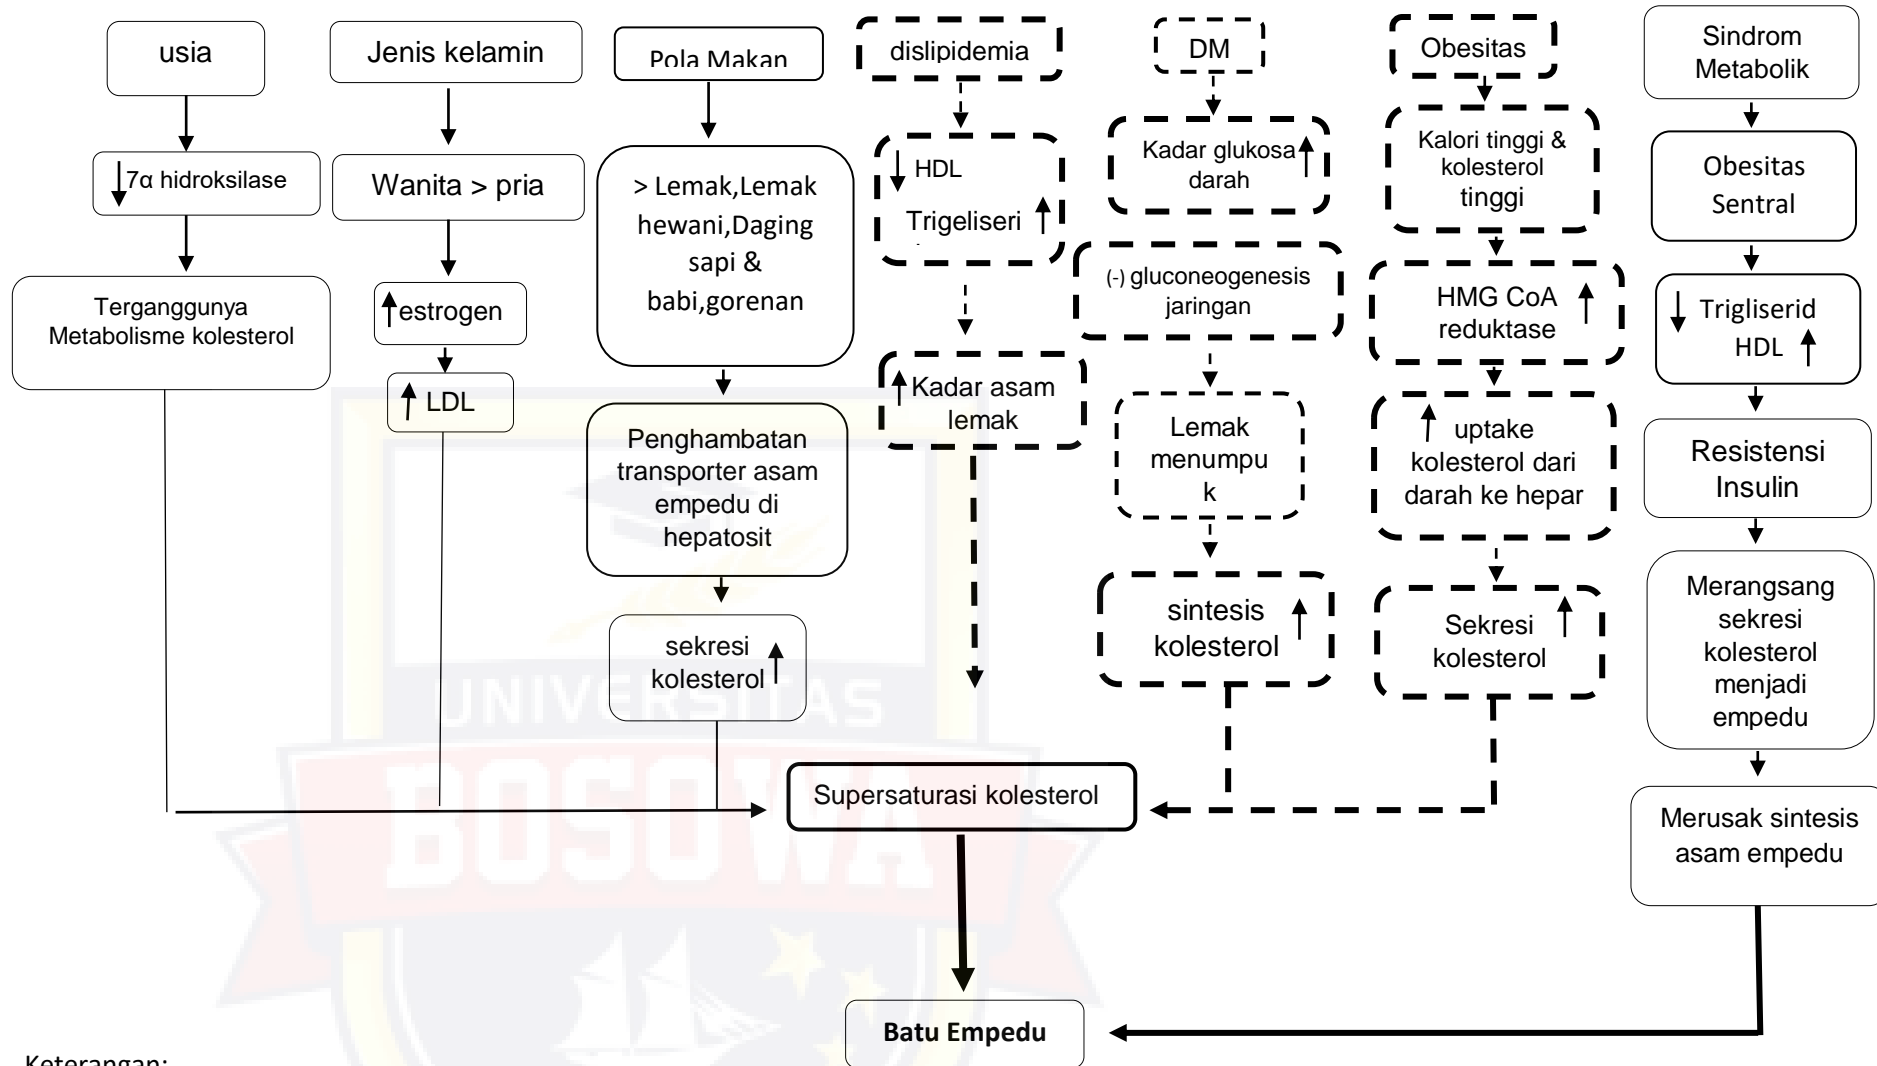 usia
↓7α hidroksilase
Terganggunya
Metabolisme kolesterol
Jenis kelamin
Wanita > pria
↑estrogen
↑ LDL
Pola Makan
> Lemak,Lemak
hewani,Daging
sapi &
babi,gorenan
Penghambatan
transporter asam
empedu di
hepatosit
sekresi
kolesterol ↑
dislipidemia
↓ HDL
Trigeliseri ↑
↑ Kadar asam
lemak
DM
Kadar glukosa ↑
darah
(-) gluconeogenesis
jaringan
Lemak
menumpu
k
sintesis ↑
kolesterol
Obesitas
Kalori tinggi &
kolesterol
tinggi
HMG CoA ↑
reduktase
↑ uptake
kolesterol dari
darah ke hepar
Sekresi ↑
kolesterol
Sindrom
Metabolik
Obesitas
Sentral
↓ Trigliserid
HDL ↑
Resistensi
Insulin
Merangsang
sekresi
kolesterol
menjadi
empedu
Merusak sintesis
asam empedu
Supersaturasi kolesterol
Batu Empedu
UNIVERSITAS
BOSOWA
Keterangan: